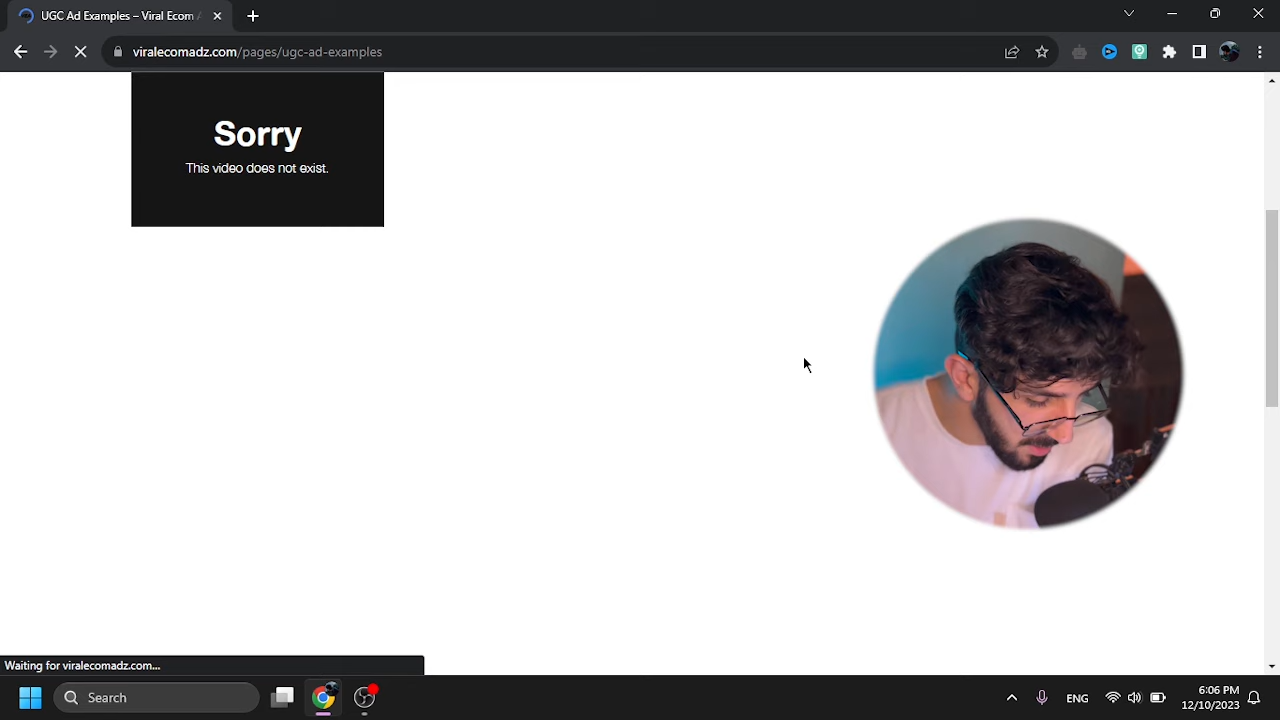 UGC Ad Examples – Viral Ecom A
viralecomadz.com/pages/ugc-ad-examples
Sorry
This video does not exist.
Waiting for viralecomadz.com...
Search
ENG
6:06 PM
12/10/2023